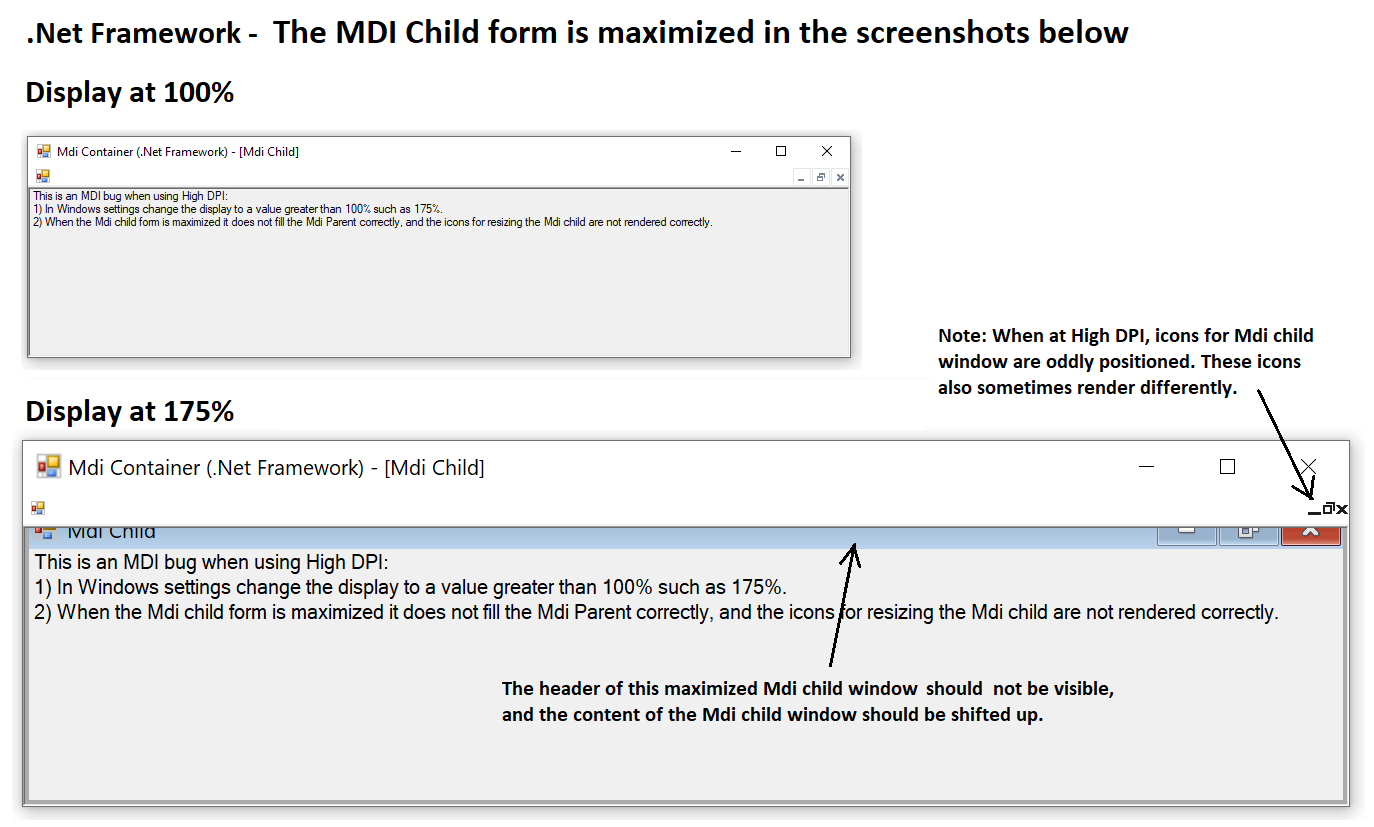 .Net Framework -  The MDI Child form is maximized in the screenshots below
Display at 100%
Mdi Container (.Net Framework) - [Mdi Child]
This is an MDI bug when using High DPI:
1) In Windows settings change the display to a value greater than 100% such as 175%.
2) When the Mdi child form is maximized it does not fill the Mdi Parent correctly, and the icons for resizing the Mdi child are not rendered correctly.
Note: When at High DPI, icons for Mdi child
window are oddly positioned. These icons
also sometimes render differently.
Display at 175%
Mdi Container (.Net Framework) - [Mdi Child]
Mdi Child
This is an MDI bug when using High DPI:
1) In Windows settings change the display to a value greater than 100% such as 175%.
2) When the Mdi child form is maximized it does not fill the Mdi Parent correctly, and the icons for resizing the Mdi child are not rendered correctly.
The header of this maximized Mdi child window should not be visible,
and the content of the Mdi child window should be shifted up.